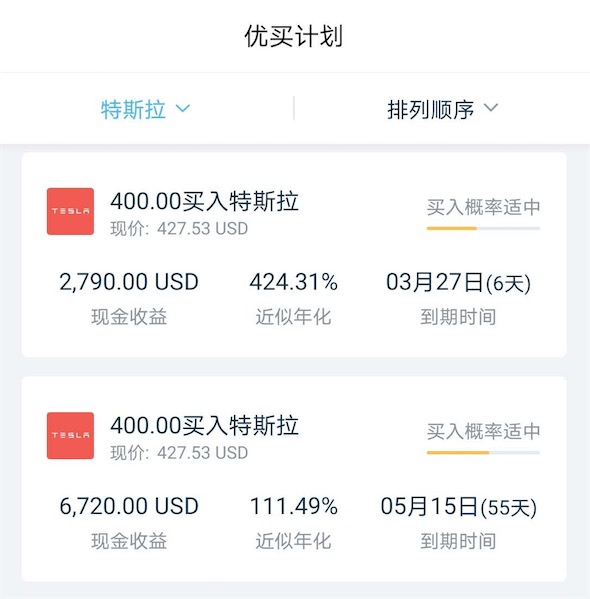 优买计划
特斯拉 排列顺序
TESLA
400.00买入特斯拉
买入概率适中
现价: 427.53 USD
2,790.00 USD 424.31% 03月27日(6天)
现金收益 近似年化 到期时间
TESLA
400.00买入特斯拉
买入概率适中
现价: 427.53 USD
6,720.00 USD 111.49% 05月15日(55天)
现金收益 近似年化 到期时间